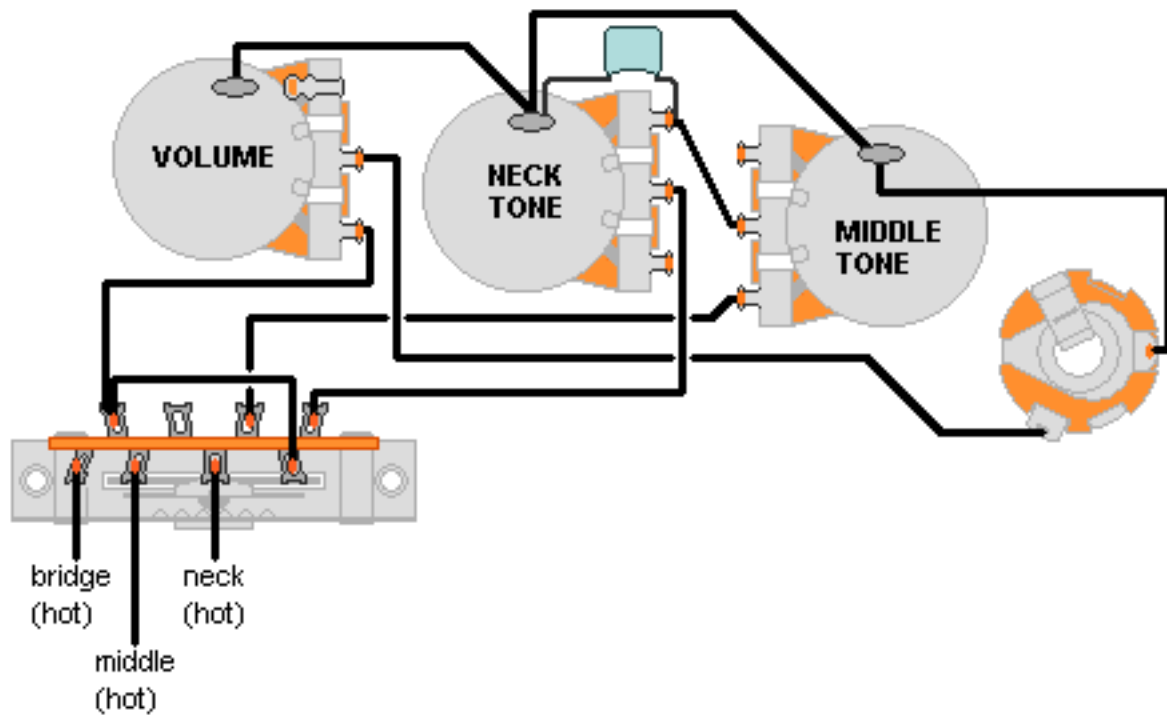 VOLUME
NECK
TONE
MIDDLE
TONE
bridge
(hot)
neck
(hot)
middle
(hot)